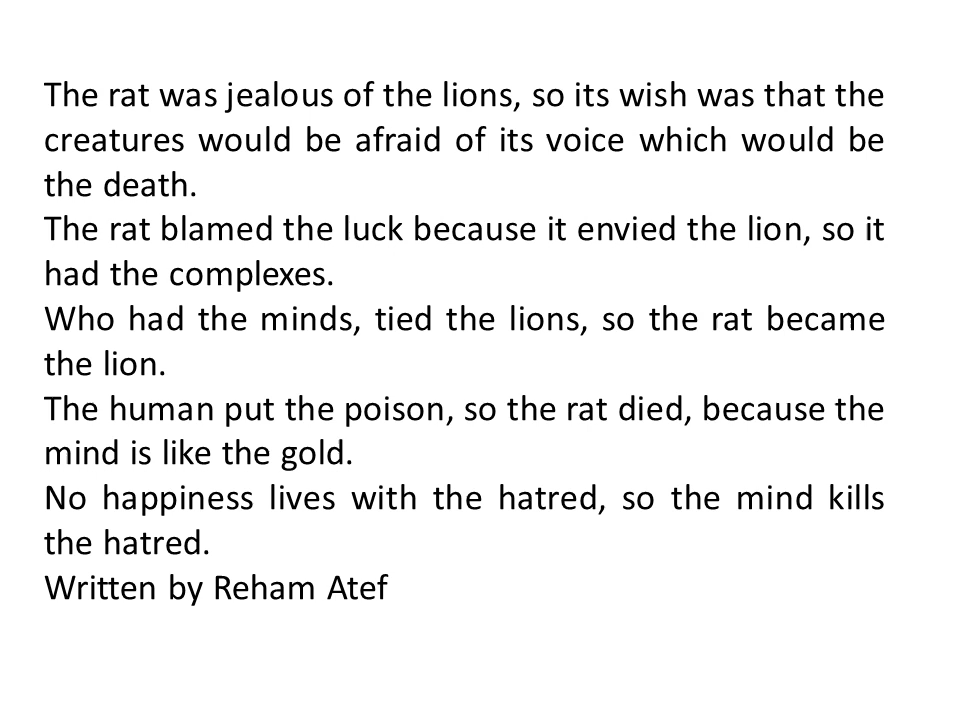 The rat was jealous of the lions, so its wish was that the
creatures would be afraid of its voice which would be
the death.
The rat blamed the luck because it envied the lion, so it
had the complexes.
Who had the minds, tied the lions, so the rat became
the lion.
The human put the poison, so the rat died, because the
mind is like the gold.
No happiness lives with the hatred, so the mind kills
the hatred.
Written by Reham Atef